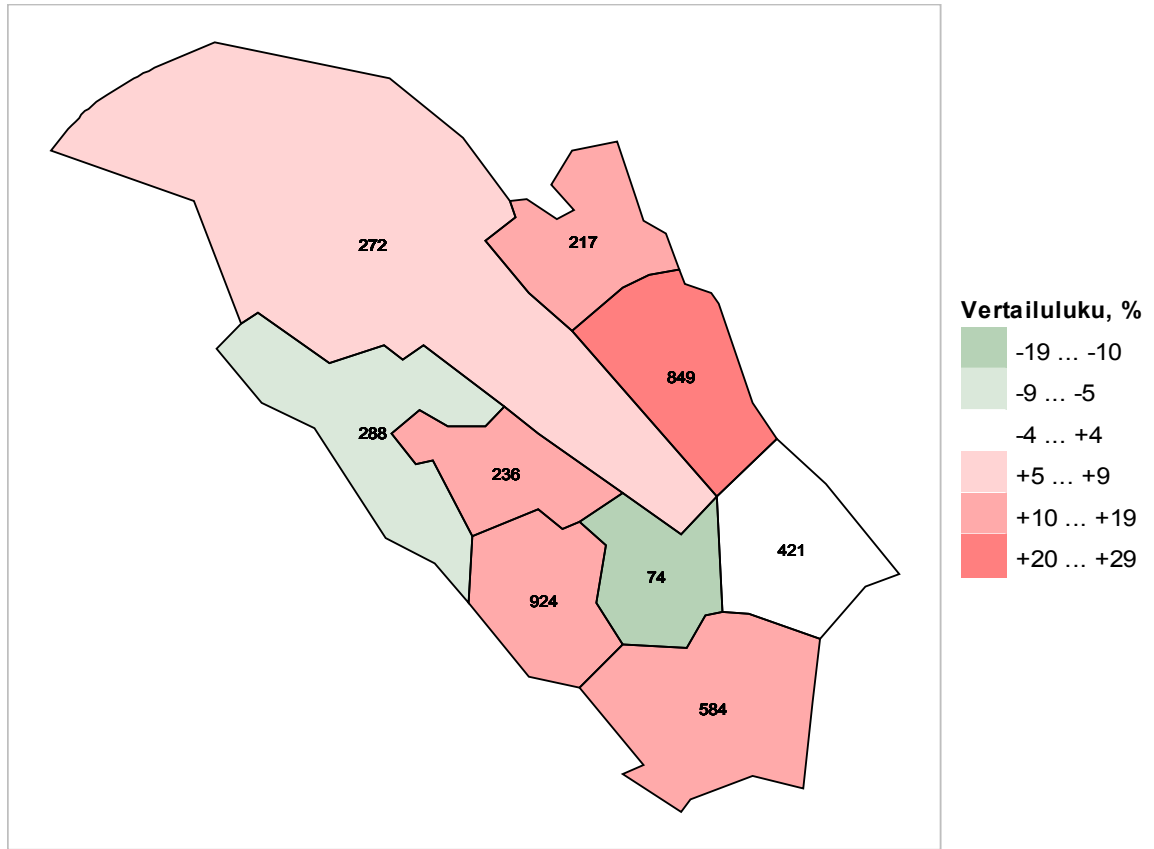 217
272
849
288
236
421
74
924
584
Vertailuluku, %
-19 ... -10
-9 ... -5
-4 ... +4
+5 ... +9
+10 ... +19
+20 ... +29